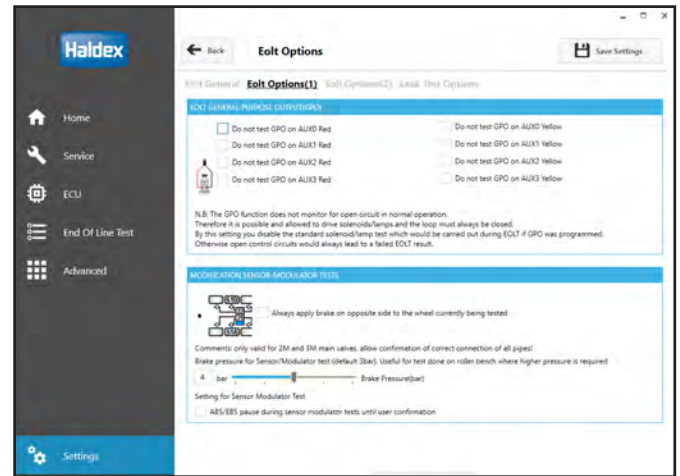 Haldex
Back
Eolt Options
Save Settings
Eolt General Eolt Options(1) Eolt Options(2) Leak Test Options
EOLT GENERAL PURPOSE OUTPUT(GPO)
Home
Service
ECU
End Of Line Test
Advanced
Settings
Do not test GPO on AUX0 Red
Do not test GPO on AUX0 Yellow
Do not test GPO on AUX1 Red
Do not test GPO on AUX1 Yellow
Do not test GPO on AUX2 Red
Do not test GPO on AUX2 Yellow
Do not test GPO on AUX3 Red
Do not test GPO on AUX3 Yellow
N.B: The GPO function does not monitor for open circuit in normal operation.
Therefore it is possible and allowed to drive solenoids/lamps and the loop must always be closed.
By this setting you disable the standard solenoid/lamp test which would be carried out during EOLT if GPO was programmed.
Otherwise open control circuits would always lead to a failed EOLT result.
MODIFICATION SENSOR-MODULATOR TESTS
Always apply brake on opposite side to the wheel currently being tested
Comments: only valid for 2M and 3M main valves, allow confirmation of correct connection of all pipes!
Brake pressure for Sensor/Modulator test (default 3bar). Useful for test done on roller bench where higher pressure is required
4 bar Brake Pressure(bar)
Setting for Sensor Modulator Test
ABS/EBS pause during sensor modulator tests until user confirmation